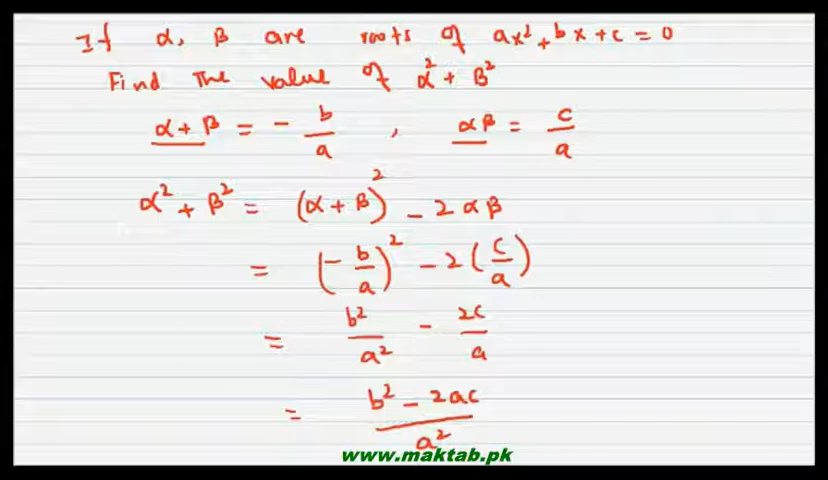 If α, β are roots of ax²+bx+c=0
Find The value of α²+β²
α+β = -b/a , αβ = c/a
α²+β² = (α+β)² - 2αβ
= (-b/a)² - 2(c/a)
= b²/a² - 2c/a
= b²-2ac/a²
www.maktab.pk